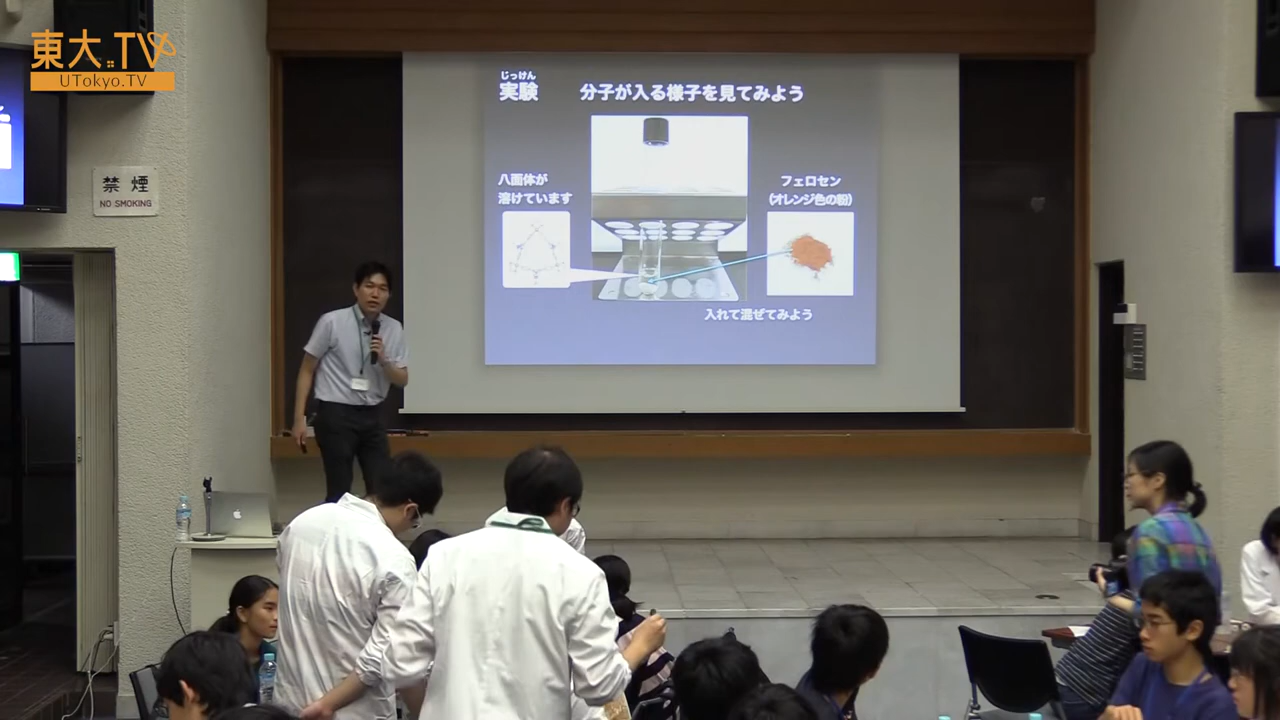 東大.TV
UTokyo.TV
禁煙
NO SMOKING
じっけん
実験 分子が入る様子を見てみよう
八面体が
溶けています
フェロセン
(オレンジ色の粉)
入れて混ぜてみよう